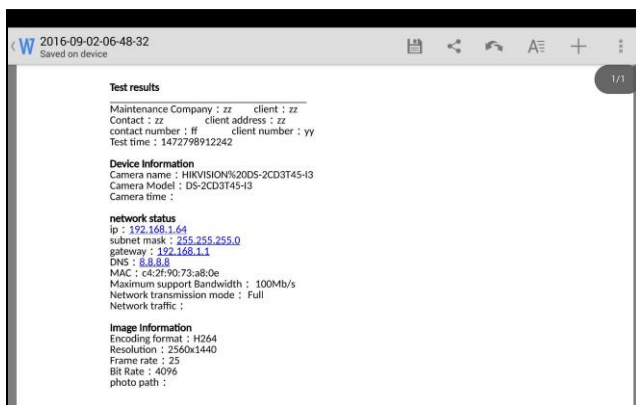 2016-09-02-06-48-32
Saved on device
1/1
Test results
Maintenance Company：zz client：zz
Contact：zz client address：zz
contact number：ff client number：yy
Test time：1472798912242
Device Information
Camera name：HIKVISION%20DS-2CD3T45-I3
Camera Model：DS-2CD3T45-I3
Camera time：
network status
ip：192.168.1.64
subnet mask：255.255.255.0
gateway：192.168.1.1
DNS：8.8.8.8
MAC：c4:2f:90:73:a8:0e
Maximum support Bandwidth：100Mb/s
Network transmission mode：Full
Network traffic：
Image Information
Encoding format：H264
Resolution：2560x1440
Frame rate：25
Bit Rate：4096
photo path：